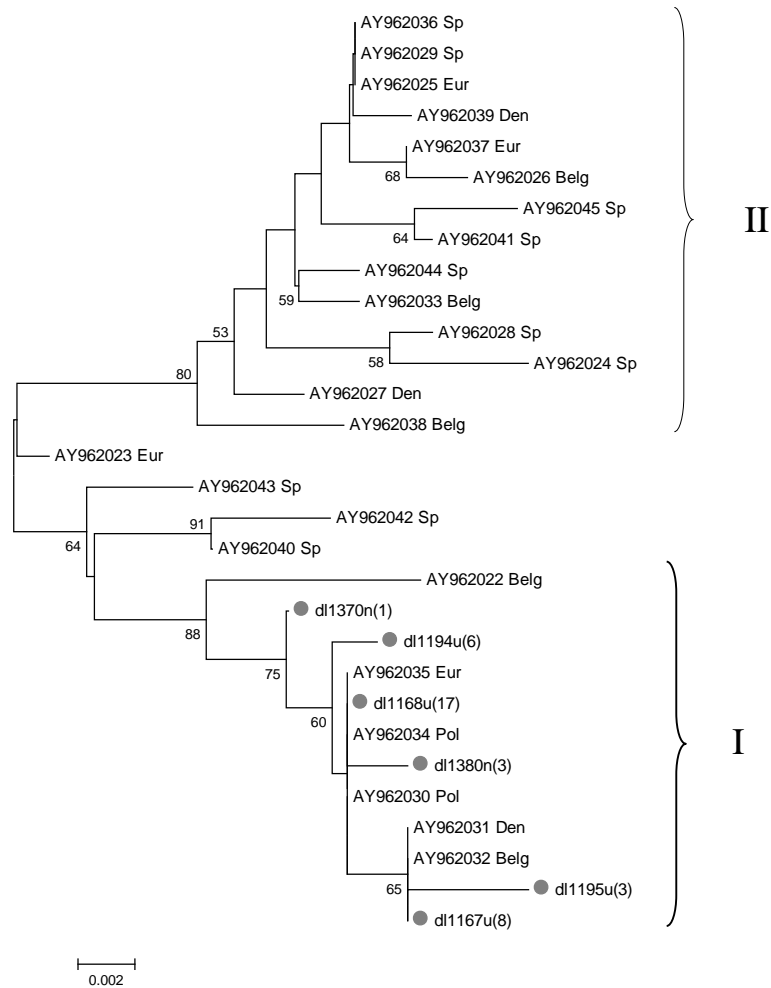 AY962036 Sp
AY962029 Sp
AY962025 Eur
AY962039 Den
AY962037 Eur
68
AY962026 Belg
AY962045 Sp
II
64
AY962041 Sp
AY962044 Sp
59
AY962033 Belg
53
AY962028 Sp
58
AY962024 Sp
80
AY962027 Den
AY962038 Belg
AY962023 Eur
AY962043 Sp
64
91
AY962042 Sp
AY962040 Sp
AY962022 Belg
88
dl1370n(1)
dl1194u(6)
75
AY962035 Eur
60
dl1168u(17)
AY962034 Pol
I
dl1380n(3)
AY962030 Pol
AY962031 Den
AY962032 Belg
65
dl1195u(3)
dl1167u(8)
0.002